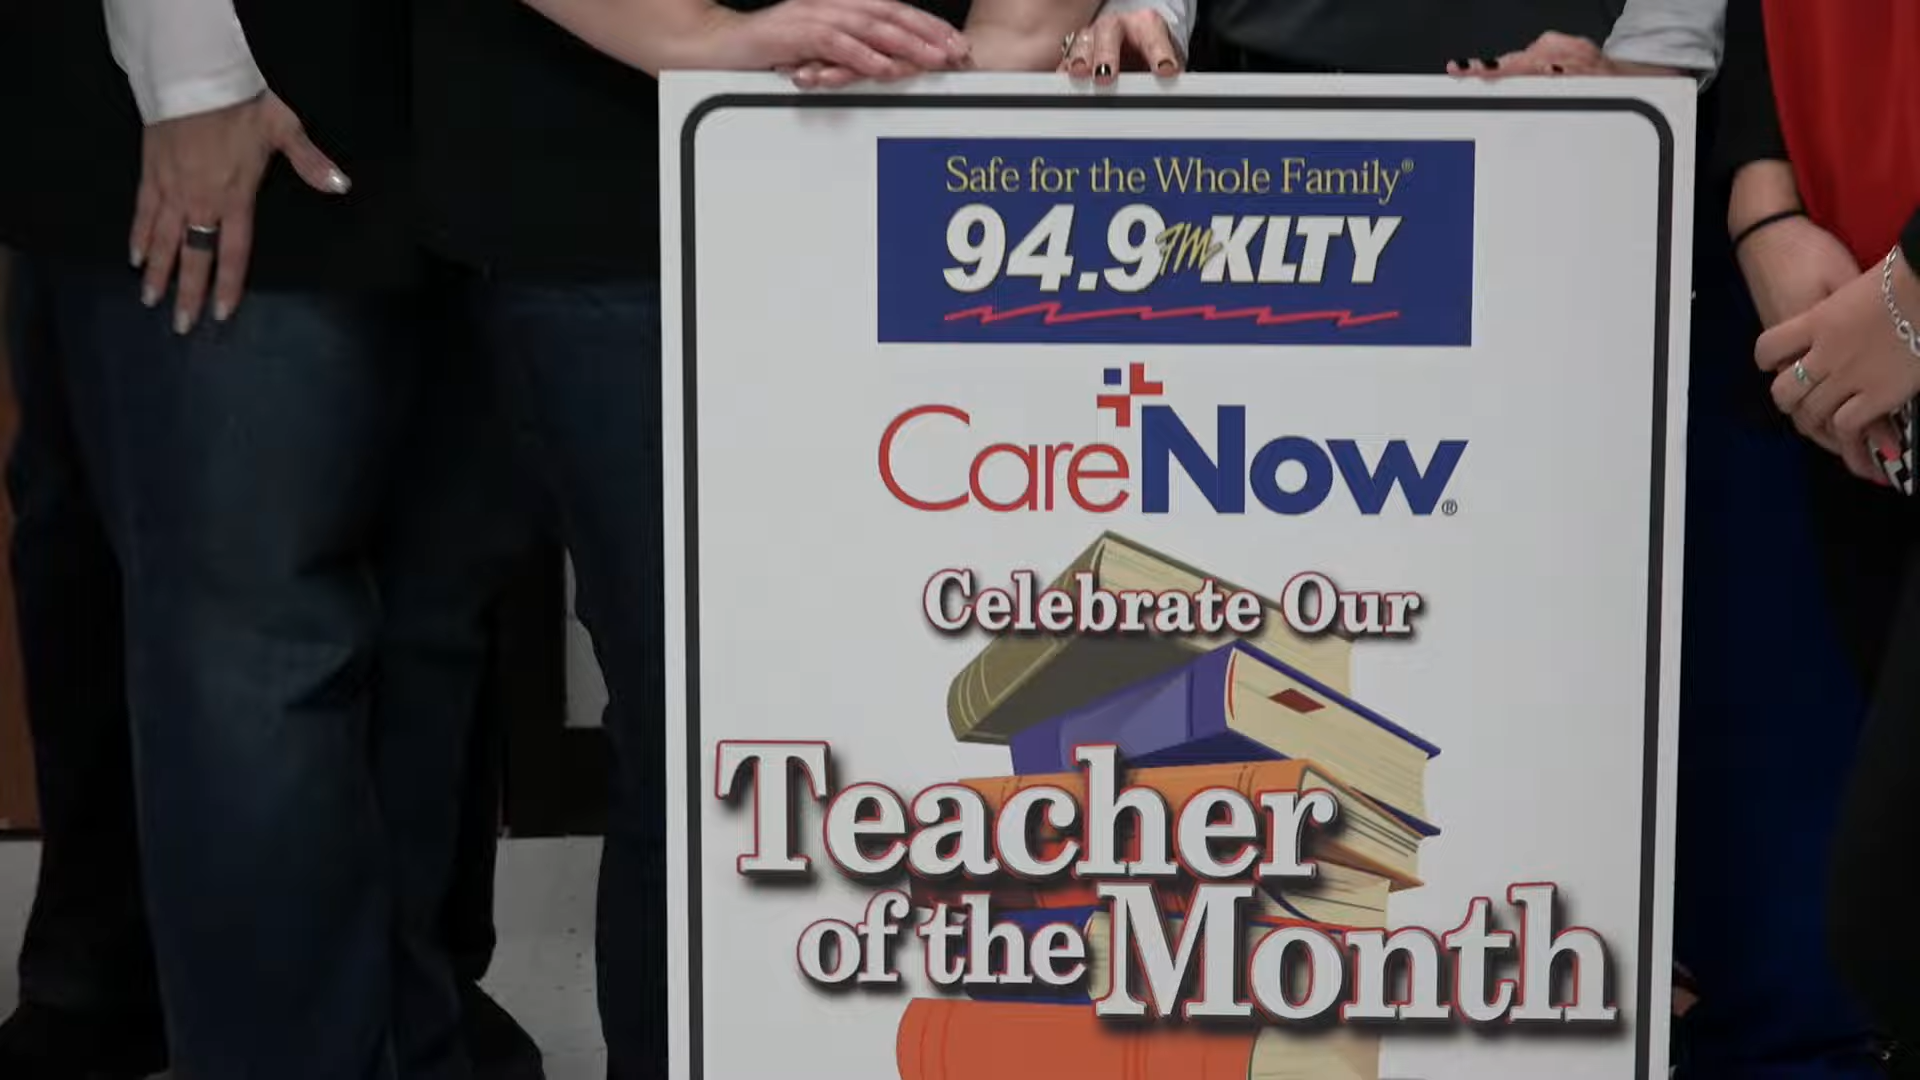 Safe for the Whole Family®
94.9 FM KLTY
CareNow®
Celebrate Our
Teacher
of the Month